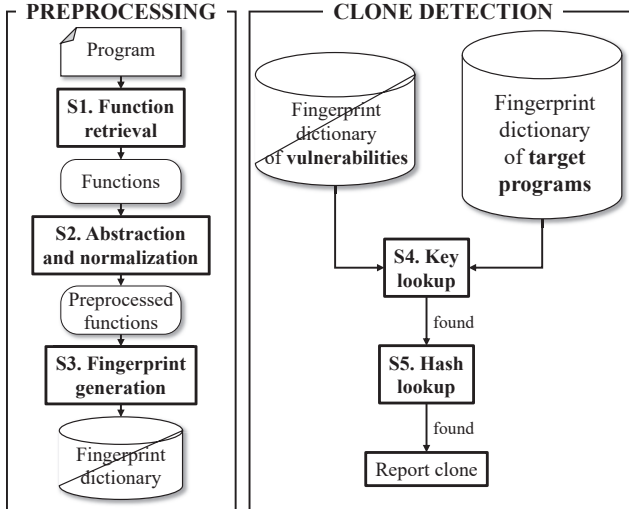 PREPROCESSING
Program
S1. Function
retrieval
Functions
S2. Abstraction
and normalization
Preprocessed
functions
S3. Fingerprint
generation
Fingerprint
dictionary
CLONE DETECTION
Fingerprint
dictionary
of vulnerabilities
Fingerprint
dictionary
of target
programs
S4. Key
lookup
found
S5. Hash
lookup
found
Report clone